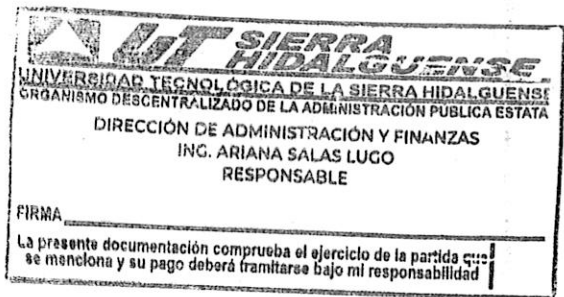 UT SIERRA
HIDALGUENSE
UNIVERSIDAD TECNOLÓGICA DE LA SIERRA HIDALGUENSE
ORGANISMO DESCENTRALIZADO DE LA ADMINISTRACIÓN PUBLICA ESTATA
DIRECCIÓN DE ADMINISTRACIÓN Y FINANZAS
ING. ARIANA SALAS LUGO
RESPONSABLE
FIRMA
La presente documentación comprueba el ejercicio de la partida que
se menciona y su pago deberá tramitarse bajo mi responsabilidad